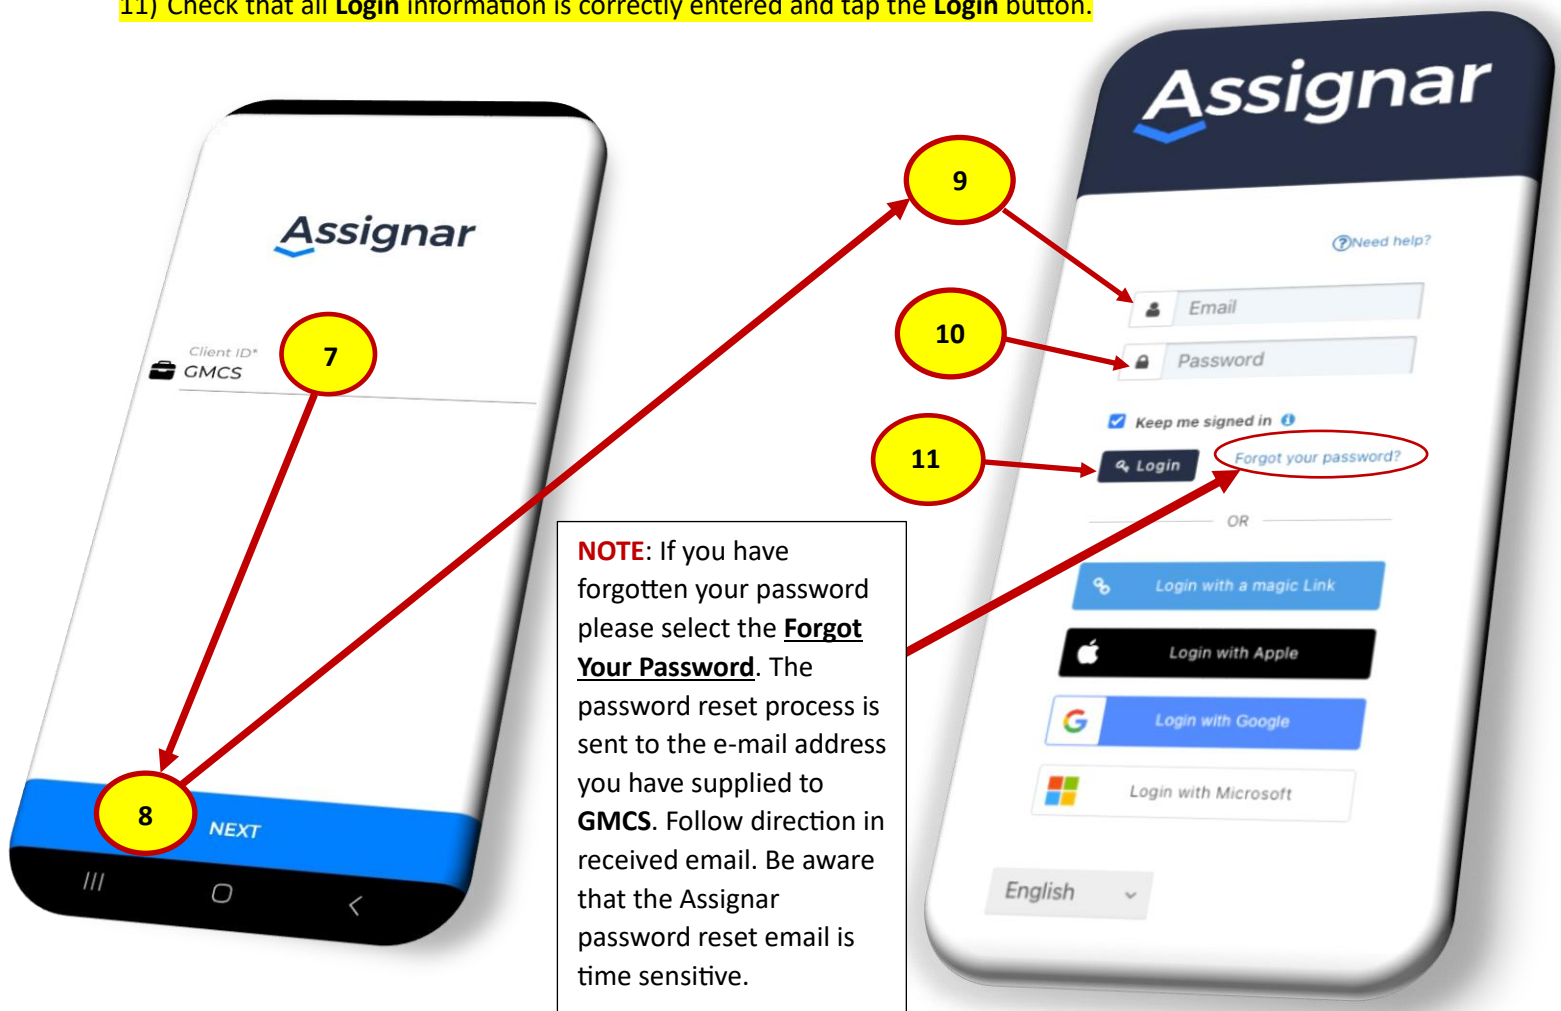 11) Check that all Login information is correctly entered and tap the Login button.
Assignar
Client ID*
GMCS
7
8
NEXT
9
10
11
NOTE: If you have
forgotten your password
please select the Forgot
Your Password. The
password reset process is
sent to the e-mail address
you have supplied to
GMCS. Follow direction in
received email. Be aware
that the Assignar
password reset email is
time sensitive.
Assignar
Need help?
Email
Password
Keep me signed in
Login
Forgot your password?
OR
Login with a magic Link
Login with Apple
Login with Google
Login with Microsoft
English